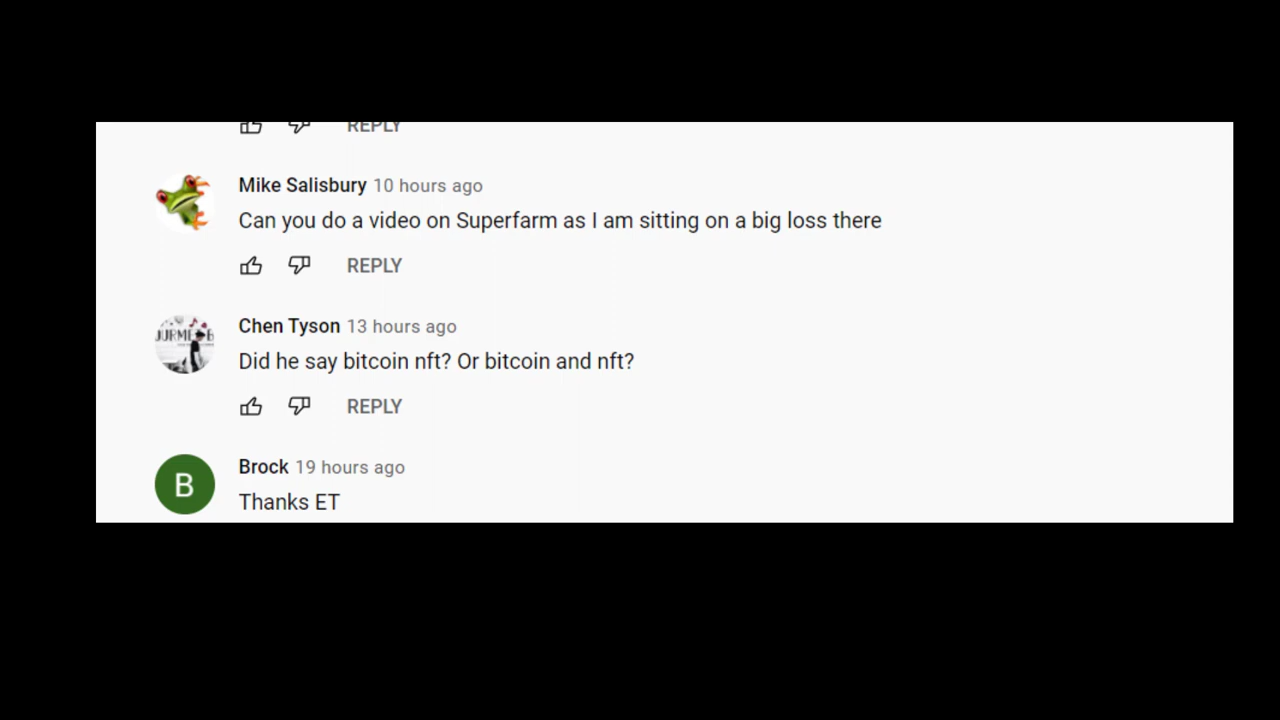 REPLY
Mike Salisbury 10 hours ago
Can you do a video on Superfarm as I am sitting on a big loss there
REPLY
Chen Tyson 13 hours ago
Did he say bitcoin nft? Or bitcoin and nft?
REPLY
B
Brock 19 hours ago
Thanks ET